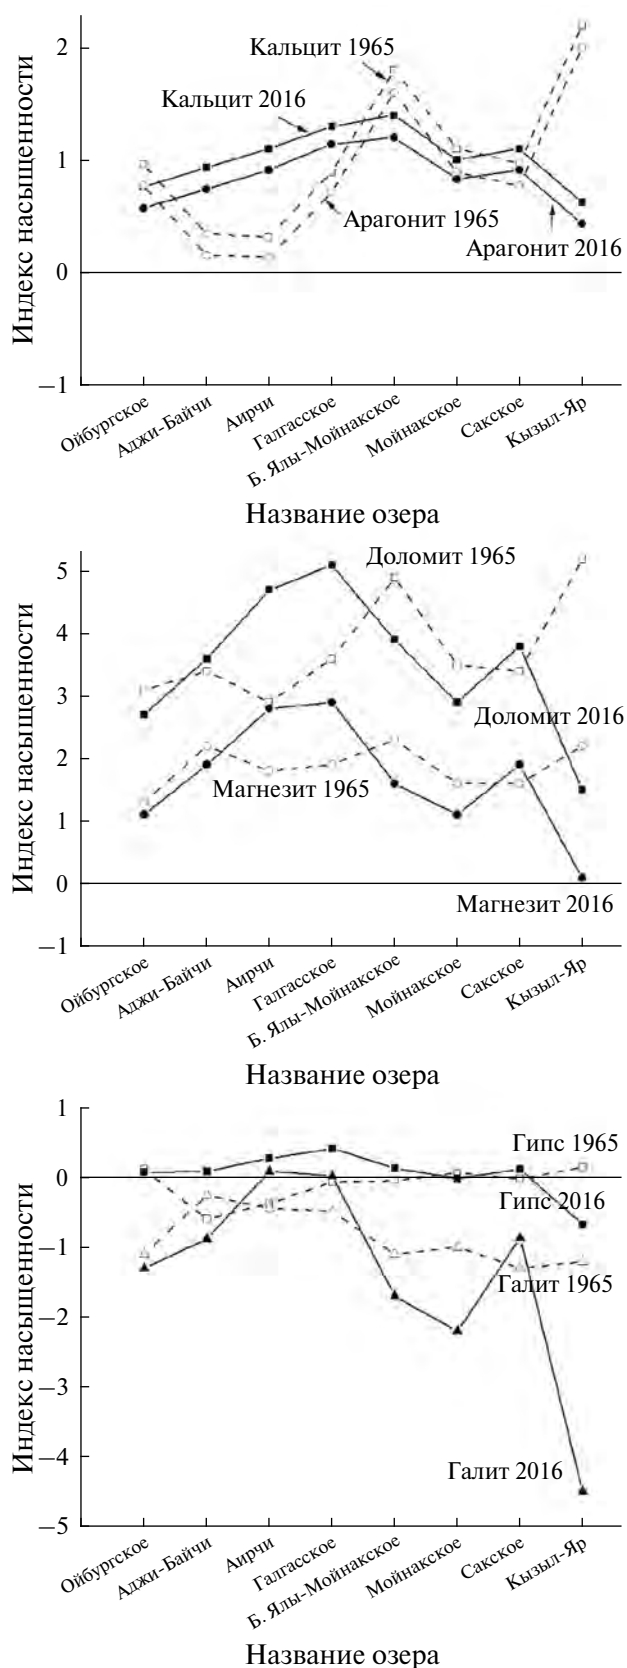 2
1
0
−1
Индекс насыщенности
Кальцит 1965
Кальцит 2016
Арагонит 1965
Арагонит 2016
Ойбургское
Аджи-Байчи
Аирчи
Галгасское
Б. Ялы-Мойнакское
Мойнакское
Сакское
Кызыл-Яр
Название озера
5
4
3
2
1
0
−1
Индекс насыщенности
Доломит 1965
Доломит 2016
Магнезит 1965
Магнезит 2016
Ойбургское
Аджи-Байчи
Аирчи
Галгасское
Б. Ялы-Мойнакское
Мойнакское
Сакское
Кызыл-Яр
Название озера
1
0
−1
−2
−3
−4
−5
Индекс насыщенности
Гипс 1965
Гипс 2016
Галит 1965
Галит 2016
Ойбургское
Аджи-Байчи
Аирчи
Галгасское
Б. Ялы-Мойнакское
Мойнакское
Сакское
Кызыл-Яр
Название озера